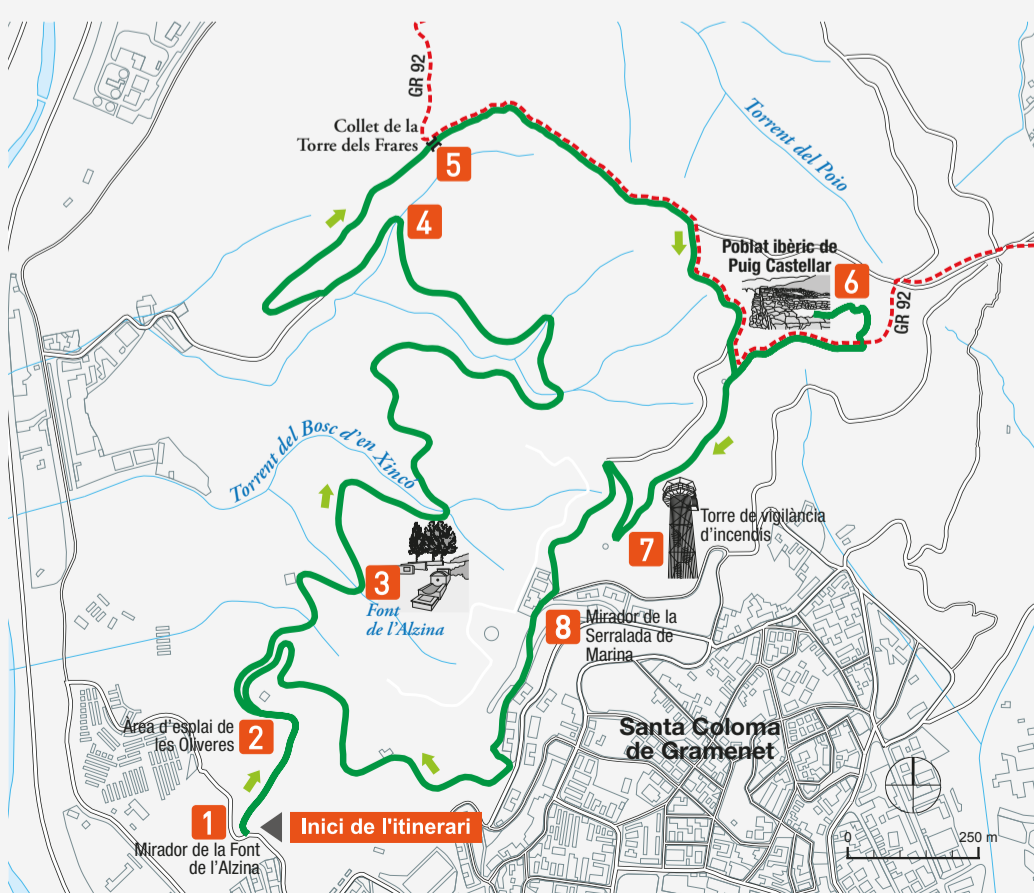 GR 92
Collet de la
Torre dels Frares
5
Torrent del Poio
4
Poblat ibèric de
Puig Castellar
6
GR 92
Torrent del Bosc d'en Xincó
Torre de vigilància
d'incendis
7
3
Font
de l'Alzina
8
Mirador de la
Serralada de
Marina
Àrea d'esplai de
les Oliveres
2
Santa Coloma
de Gramenet
1
Inici de l'itinerari
Mirador de la Font
de l'Alzina
0
250 m